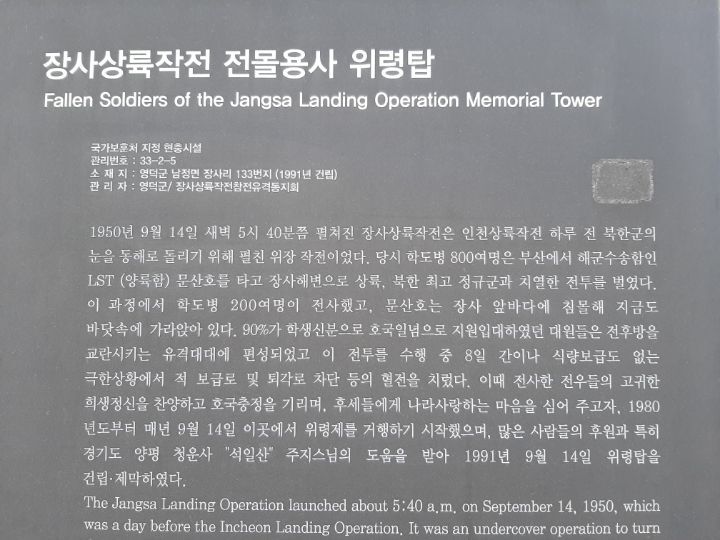 장사상륙작전 전몰용사 위령탑
Fallen Soldiers of the Jangsa Landing Operation Memorial Tower
국가보훈처 지정 현충시설
관리번호 : 33-2-5
소 재 지 : 영덕군 남정면 장사리 133번지 (1991년 건립)
관 리 자 : 영덕군/ 장사상륙작전참전유격동지회
1950년 9월 14일 새벽 5시 40분쯤 펼쳐진 장사상륙작전은 인천상륙작전 하루 전 북한군의
눈을 동해로 돌리기 위해 펼친 위장 작전이었다. 당시 학도병 800여명은 부산에서 해군수송함인
LST (양륙함) 문산호를 타고 장사해변으로 상륙, 북한 최고 정규군과 치열한 전투를 벌였다.
이 과정에서 학도병 200여명이 전사했고, 문산호는 장사 앞바다에 침몰해 지금도
바닷속에 가라앉아 있다. 90%가 학생신분으로 호국일념으로 지원입대하였던 대원들은 전후방을
교란시키는 유격대대에 편성되었고 이 전투를 수행 중 8일 간이나 식량보급도 없는
극한상황에서 적 보급로 및 퇴각로 차단 등의 혈전을 치렀다. 이때 전사한 전우들의 고귀한
희생정신을 찬양하고 호국충정을 기리며, 후세들에게 나라사랑하는 마음을 심어 주고자, 1980
년도부터 매년 9월 14일 이곳에서 위령제를 거행하기 시작했으며, 많은 사람들의 후원과 특히
경기도 양평 청운사 "석일산" 주지스님의 도움을 받아 1991년 9월 14일 위령탑을
건립·제막하였다.
The Jangsa Landing Operation launched about 5:40 a.m. on September 14, 1950, which
was a day before the Incheon Landing Operation. It was an undercover operation to turn